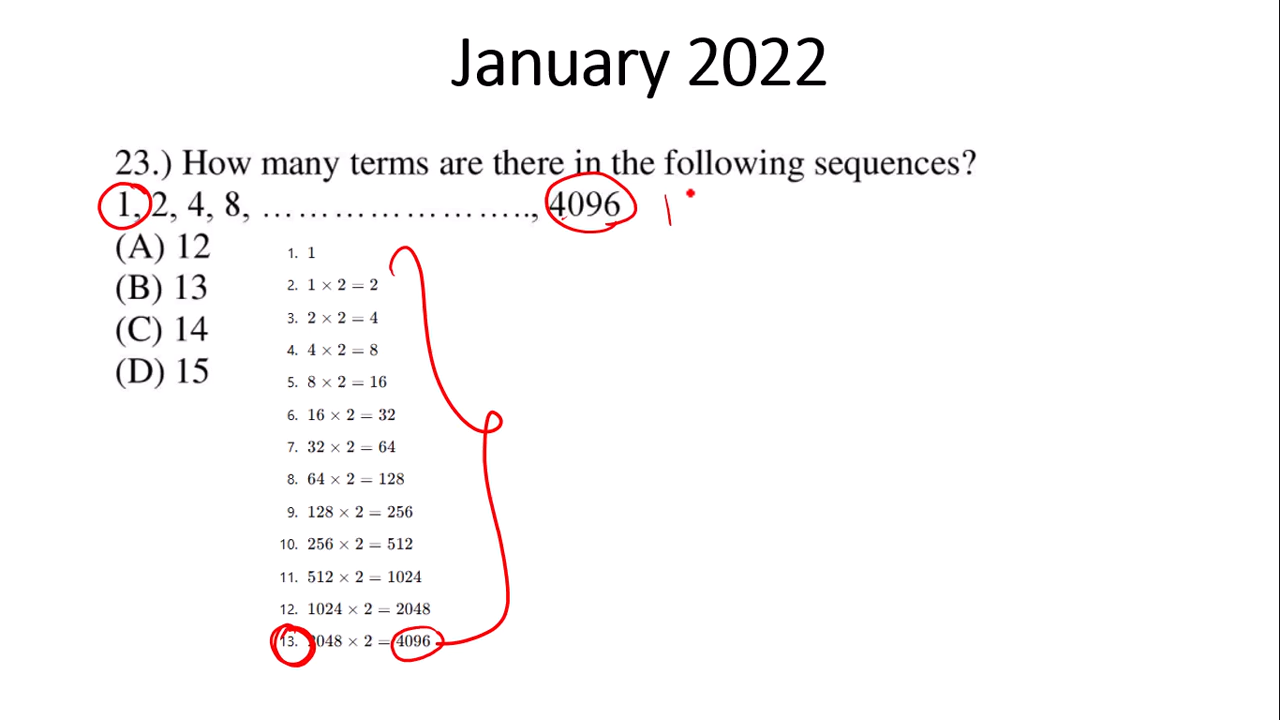 January 2022
23.) How many terms are there in the following sequences?
1, 2, 4, 8, ……………………..., 4096 1
(A) 12
(B) 13
(C) 14
(D) 15
1. 1
2. 1 × 2 = 2
3. 2 × 2 = 4
4. 4 × 2 = 8
5. 8 × 2 = 16
6. 16 × 2 = 32
7. 32 × 2 = 64
8. 64 × 2 = 128
9. 128 × 2 = 256
10. 256 × 2 = 512
11. 512 × 2 = 1024
12. 1024 × 2 = 2048
13. 2048 × 2 = 4096